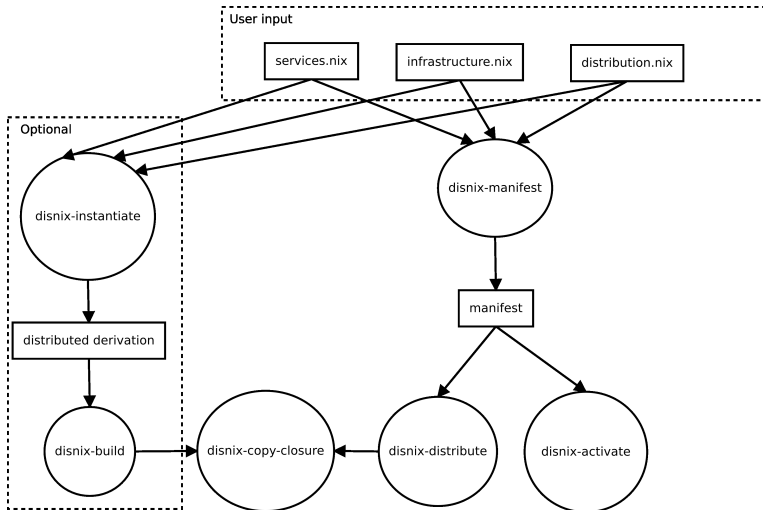 User input
services.nix
infrastructure.nix
distribution.nix
Optional
disnix-instantiate
disnix-manifest
manifest
distributed derivation
disnix-build
disnix-copy-closure
disnix-distribute
disnix-activate